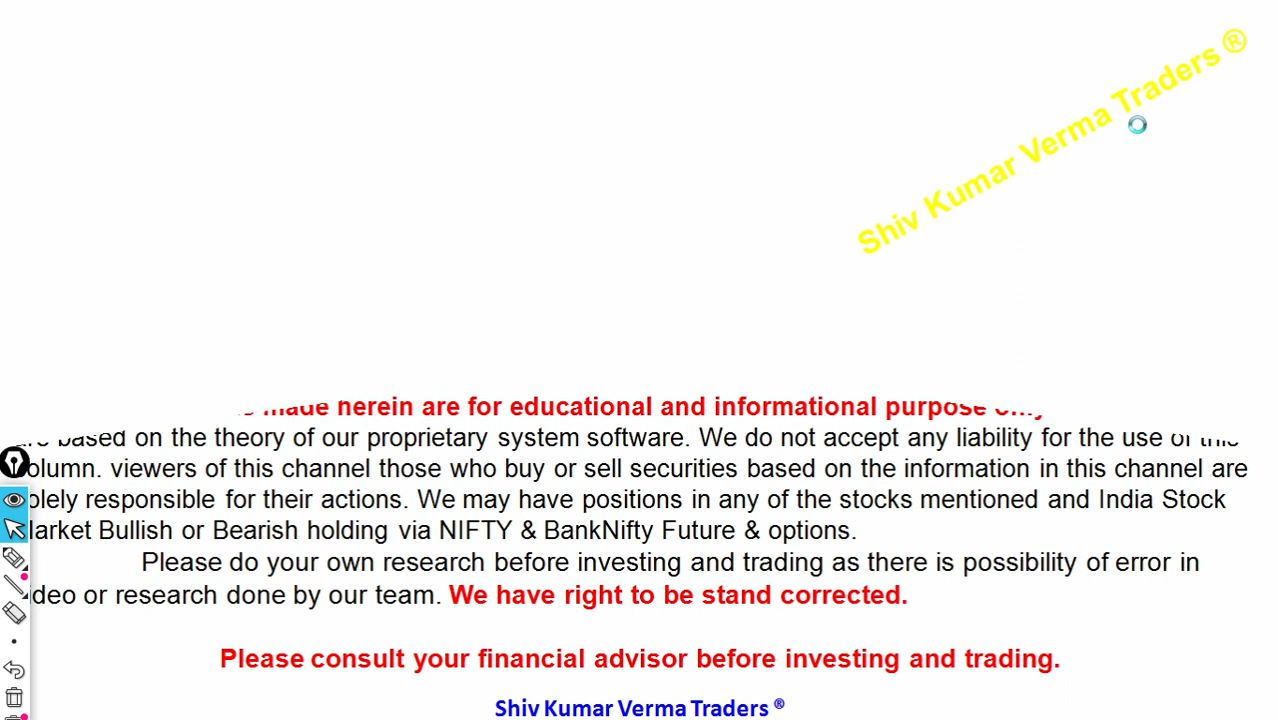 Shiv Kumar Verma Traders ®
made herein are for educational and informational purpose only
based on the theory of our proprietary system software. We do not accept any liability for the use of this
olumn. viewers of this channel those who buy or sell securities based on the information in this channel are
olely responsible for their actions. We may have positions in any of the stocks mentioned and India Stock
arket Bullish or Bearish holding via NIFTY & BankNifty Future & options.
Please do your own research before investing and trading as there is possibility of error in
ideo or research done by our team. We have right to be stand corrected.
Please consult your financial advisor before investing and trading.
Shiv Kumar Verma Traders ®